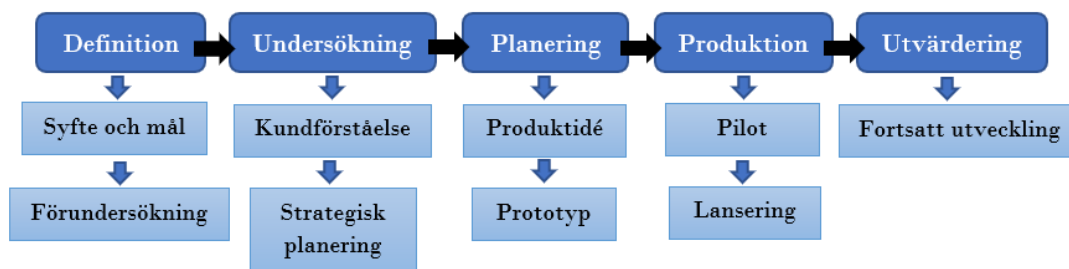 Definition
Undersökning
Planering
Produktion
Utvärdering
Syfte och mål
Kundförståelse
Produktidé
Pilot
Fortsatt utveckling
Förundersökning
Strategisk
planering
Prototyp
Lansering